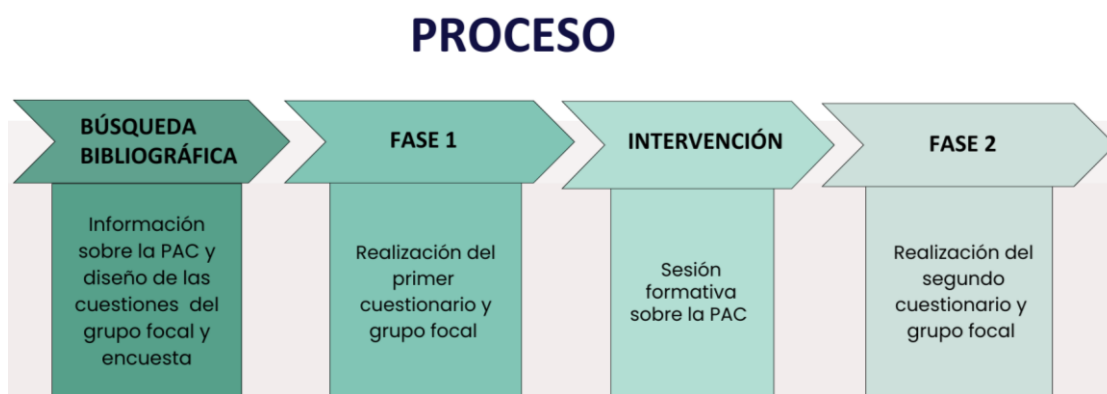 PROCESO
BÚSQUEDA
BIBLIOGRÁFICA
Información
sobre la PAC y
diseño de las
cuestiones del
grupo focal y
encuesta
FASE 1
Realización del
primer
cuestionario y
grupo focal
INTERVENCIÓN
Sesión
formativa
sobre la PAC
FASE 2
Realización del
segundo
cuestionario y
grupo focal